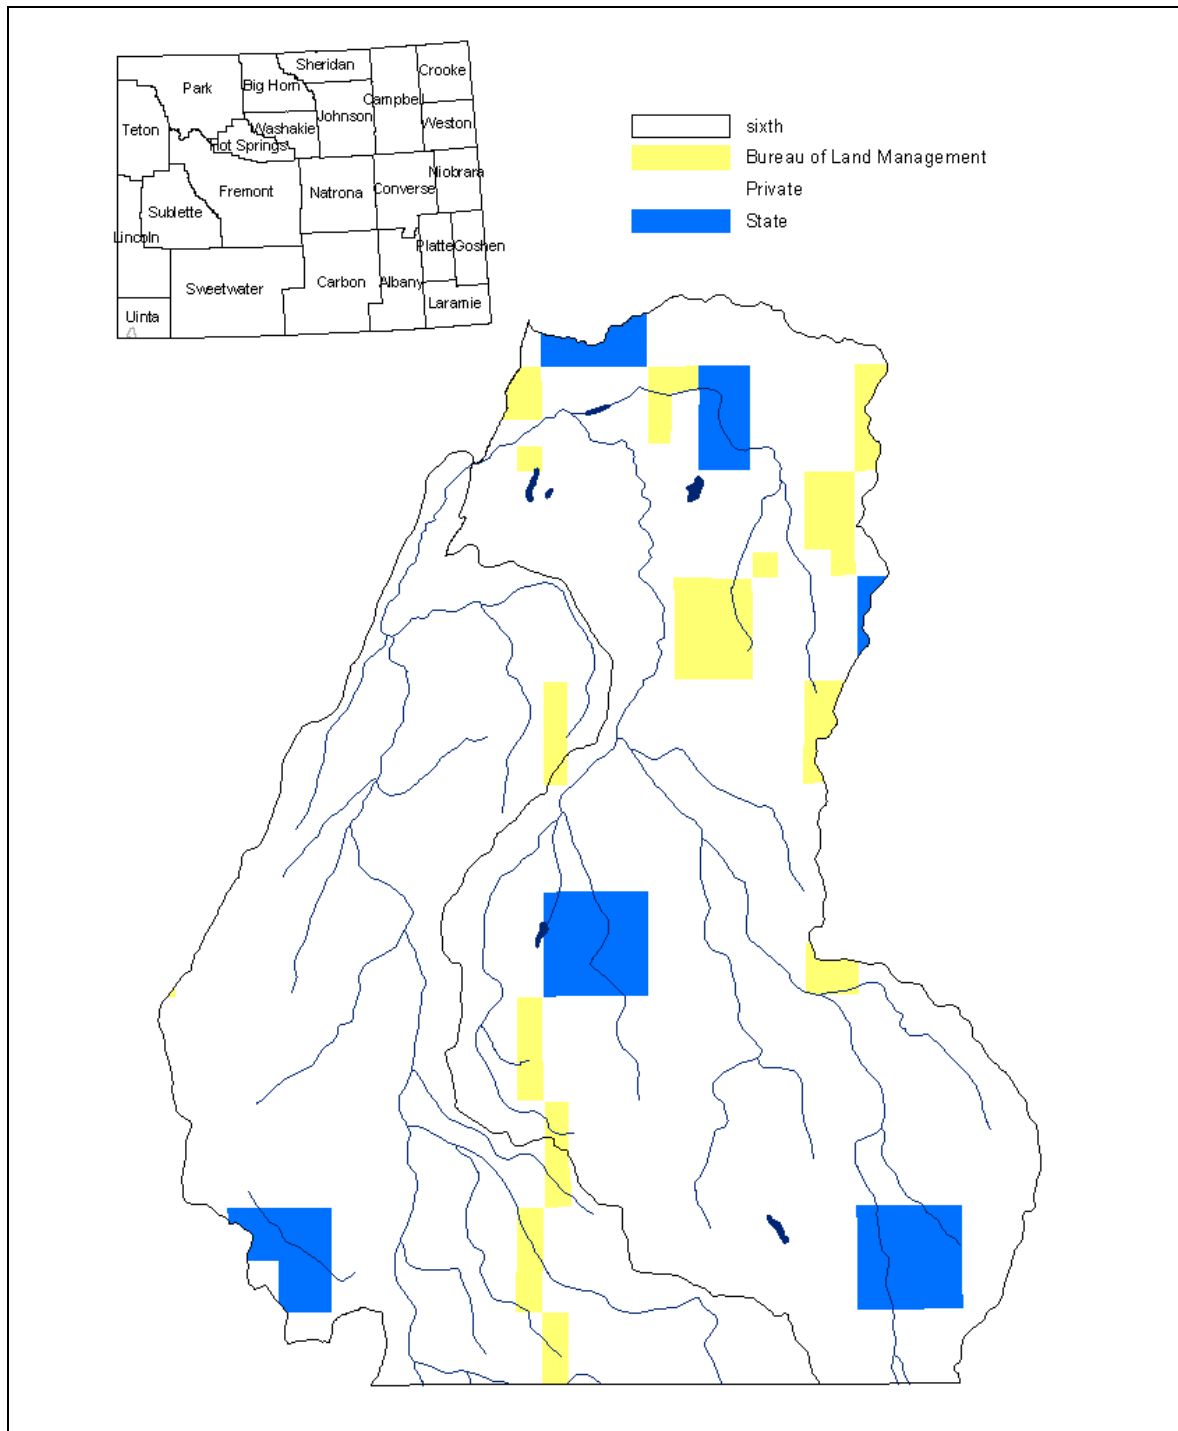 Sheridan
Crooke
Park
Big Horn
Campbell
Johnson
Weston
Teton
Washakie
Hot Springs
Niobrara
Fremont
Natrona
Converse
Sublette
Lincoln
Platte
Goshen
Sweetwater
Carbon
Albany
Laramie
Uinta
sixth
Bureau of Land Management
Private
State